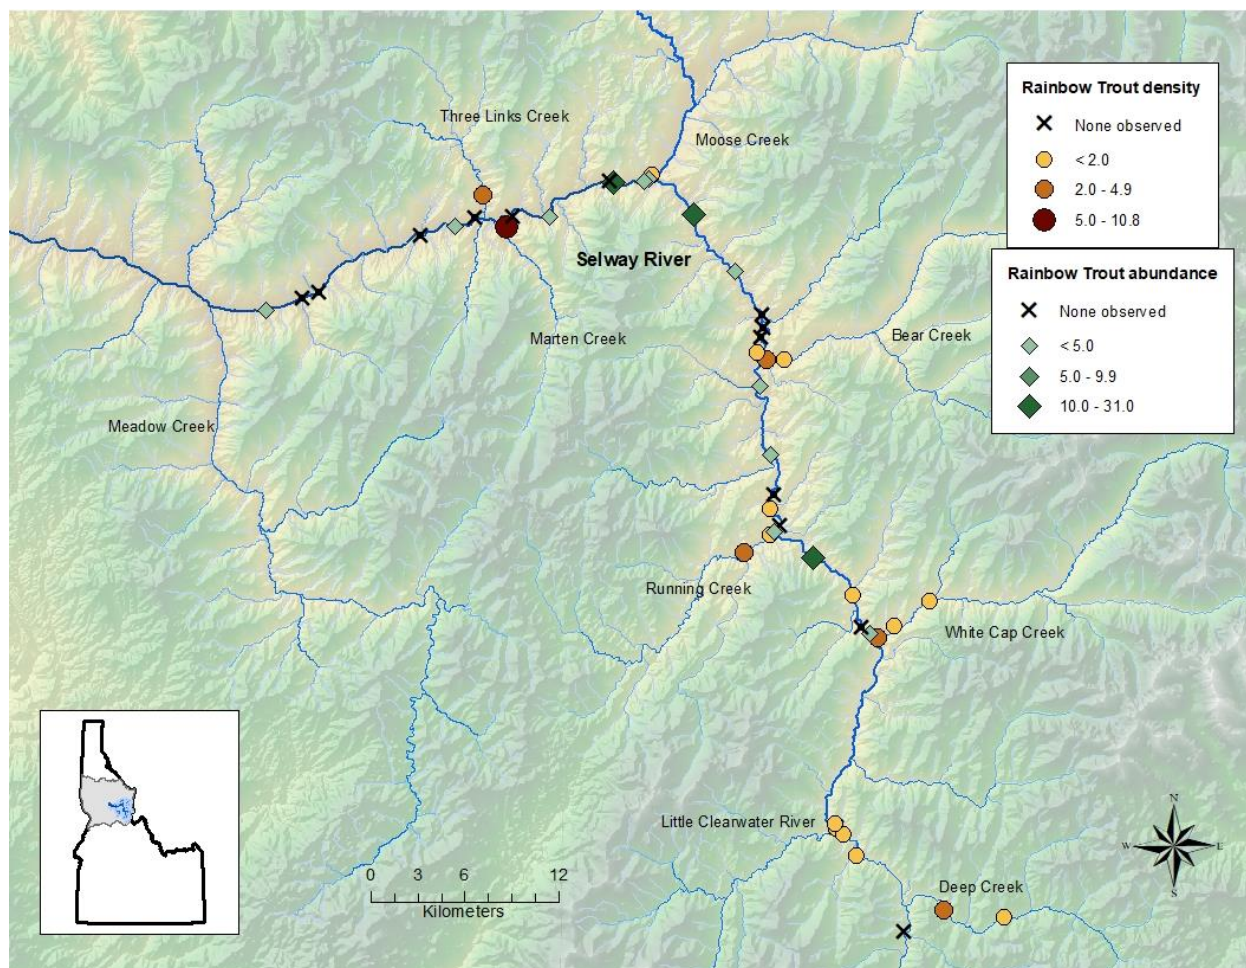 Three Links Creek
Moose Creek
Selway River
Marten Creek
Bear Creek
Meadow Creek
Running Creek
White Cap Creek
Little Clearwater River
Deep Creek
Rainbow Trout density
None observed
< 2.0
2.0 - 4.9
5.0 - 10.8
Rainbow Trout abundance
None observed
< 5.0
5.0 - 9.9
10.0 - 31.0
0 3 6 12
Kilometers
N
W E
S